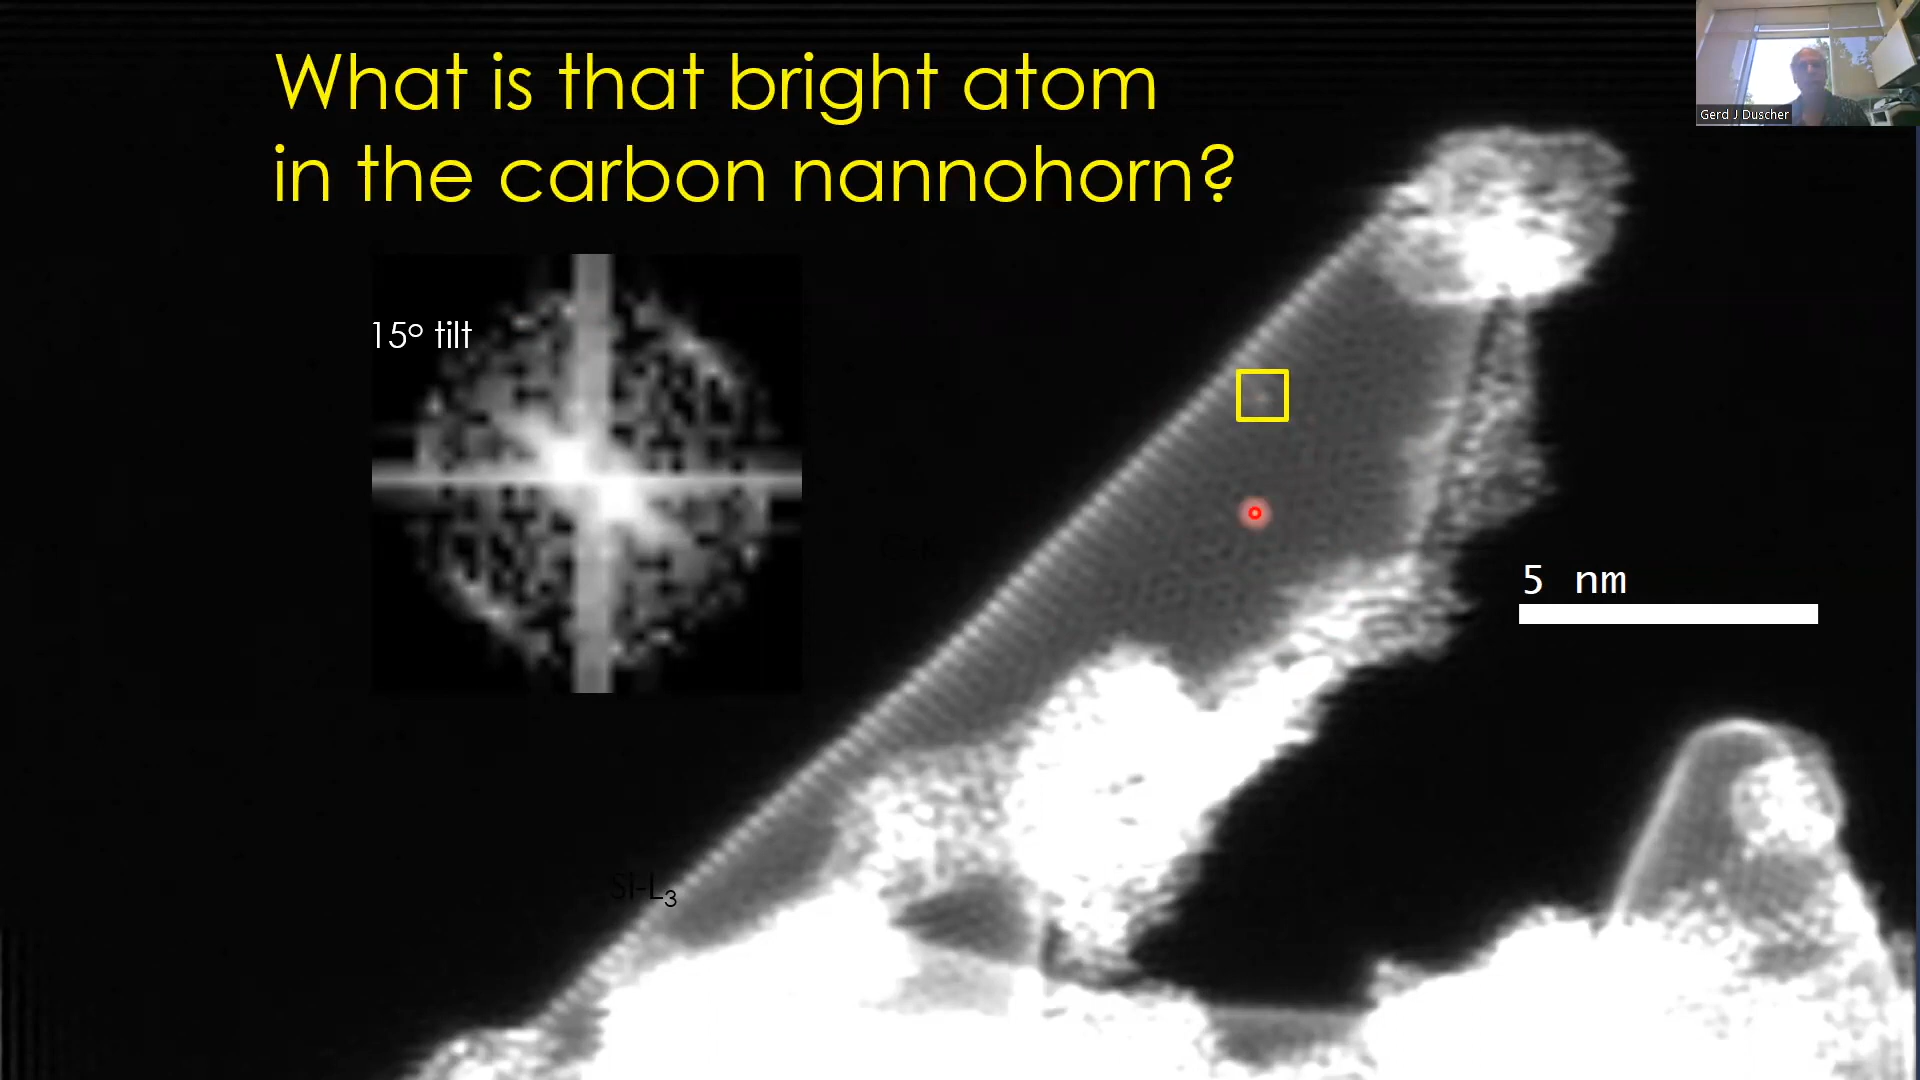 What is that bright atom
in the carbon nannohorn?
Gerd J Duscher
15° tilt
5 nm
Si-L₃